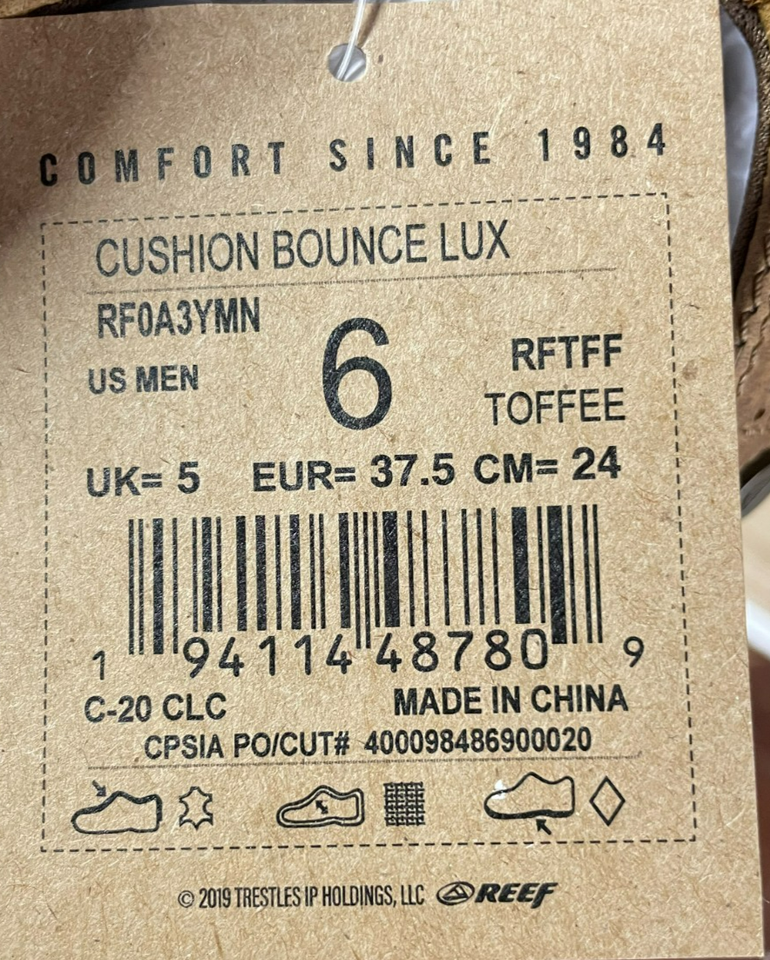 COMFORT SINCE 1984
CUSHION BOUNCE LUX
RF0A3YMN
US MEN
6
RFTFF
TOFFEE
UK= 5 EUR= 37.5 CM= 24
1 94114 48780 9
C-20 CLC MADE IN CHINA
CPSIA PO/CUT# 400098486900020
© 2019 TRESTLES IP HOLDINGS, LLC REEF